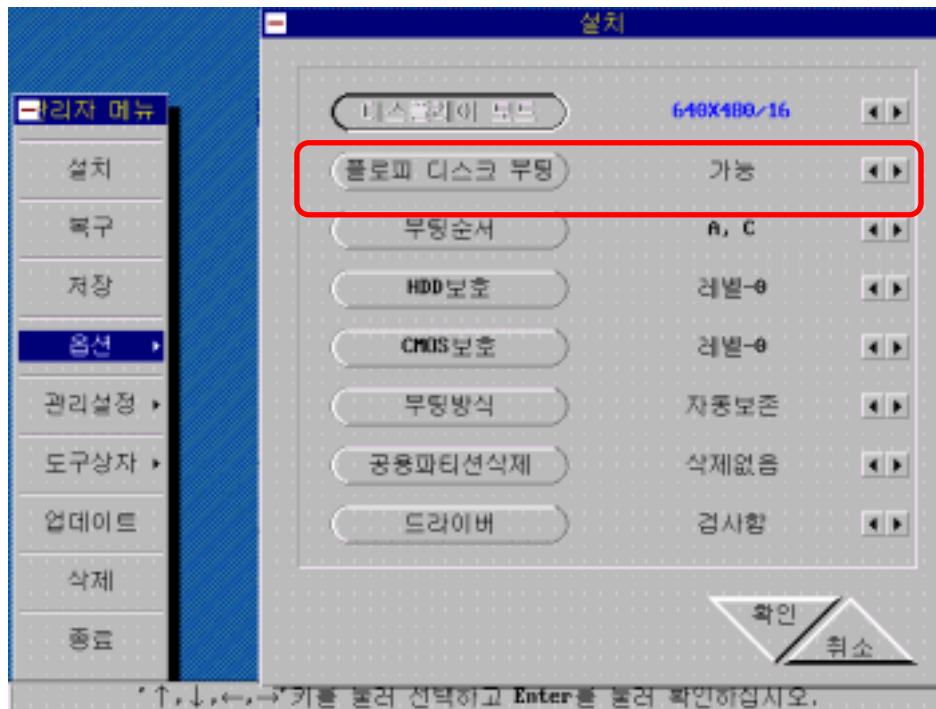 설치
관리자 메뉴
설치
복구
저장
옵션
관리설정
도구상자
업데이트
삭제
종료
디스플레이 모드 640X480/16
플로피 디스크 부팅 가능
부팅순서 A, C
HDD보호 레벨-0
CMOS보호 레벨-0
부팅방식 자동보존
공용파티션삭제 삭제없음
드라이버 검사함
확인
취소
'↑,↓,←,→'키를 눌러 선택하고 Enter를 눌러 확인하십시오.